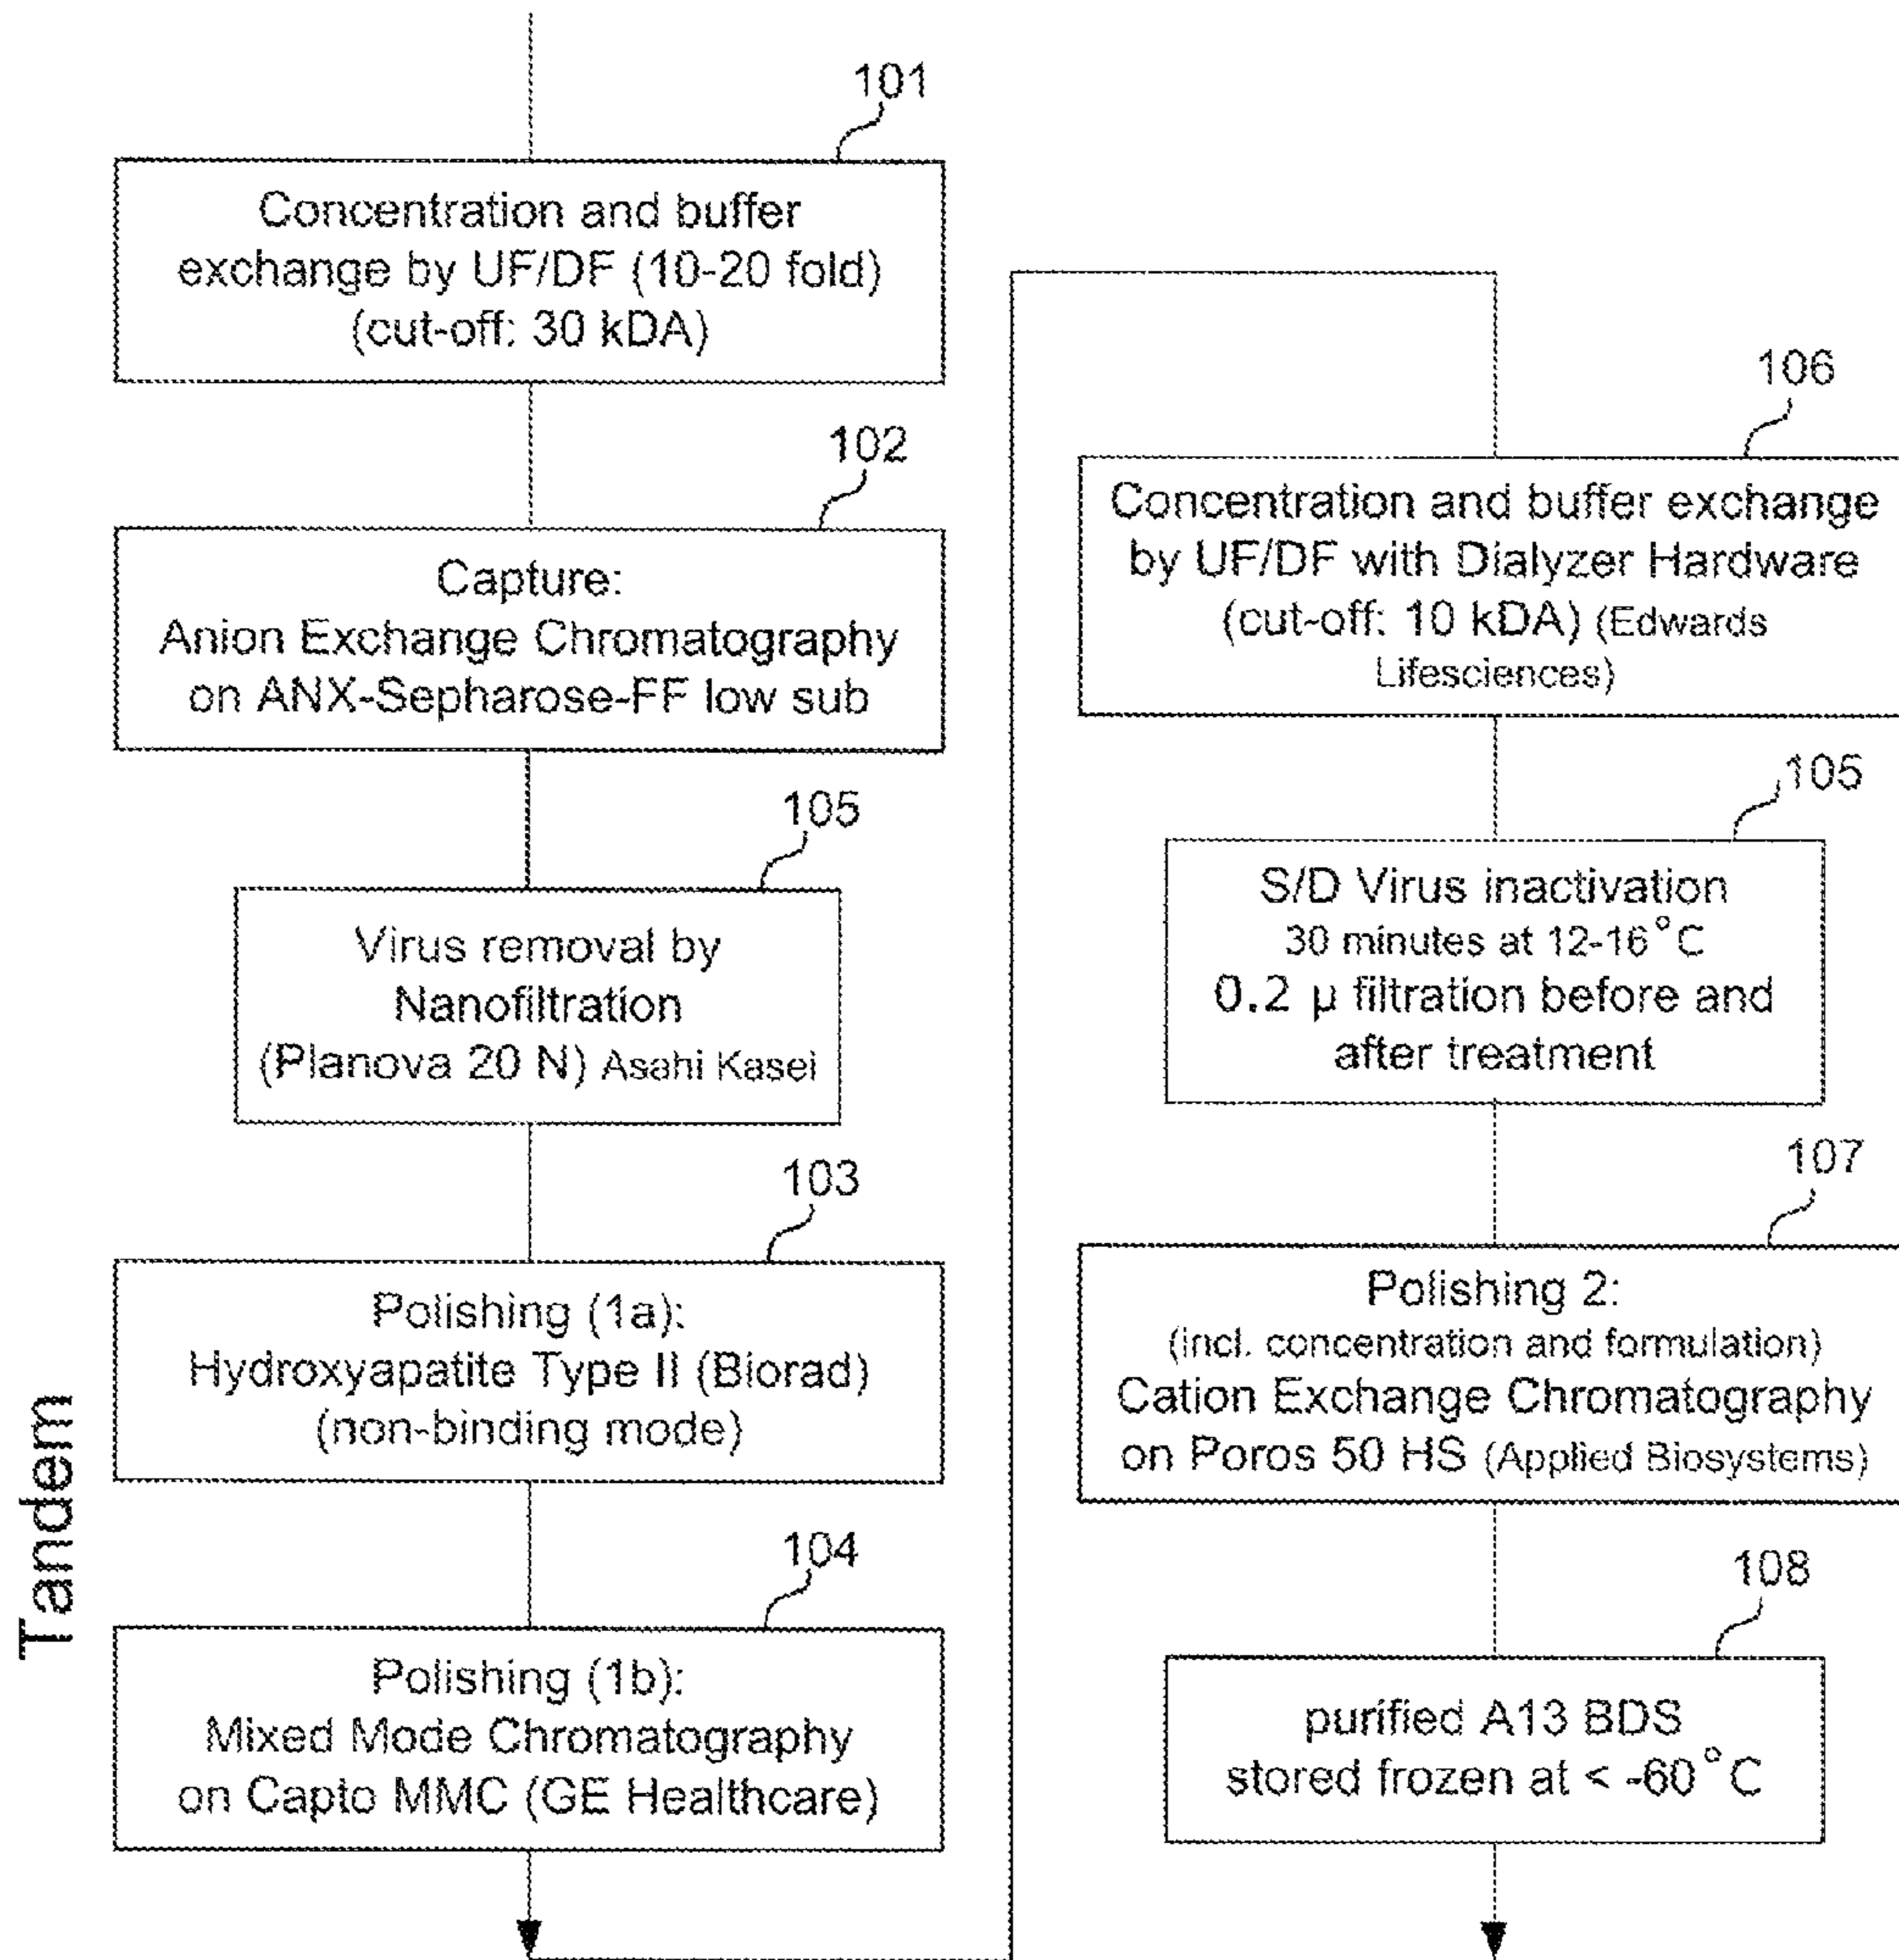 101
Concentration and buffer
exchange by UF/DF (10-20 fold)
(cut-off: 30 kDA)
102
Capture:
Anion Exchange Chromatography
on ANX-Sepharose-FF low sub
105
Virus removal by
Nanofiltration
(Planova 20 N) Asahi Kasei
103
Polishing (1a):
Hydroxyapatite Type II (Biorad)
(non-binding mode)
Tandem
104
Polishing (1b):
Mixed Mode Chromatography
on Capto MMC (GE Healthcare)
106
Concentration and buffer exchange
by UF/DF with Dialyzer Hardware
(cut-off: 10 kDA) (Edwards
Lifesciences)
105
S/D Virus inactivation
30 minutes at 12-16°C
0.2 μ filtration before and
after treatment
107
Polishing 2:
(incl. concentration and formulation)
Cation Exchange Chromatography
on Poros 50 HS (Applied Biosystems)
108
purified A13 BDS
stored frozen at < -60°C